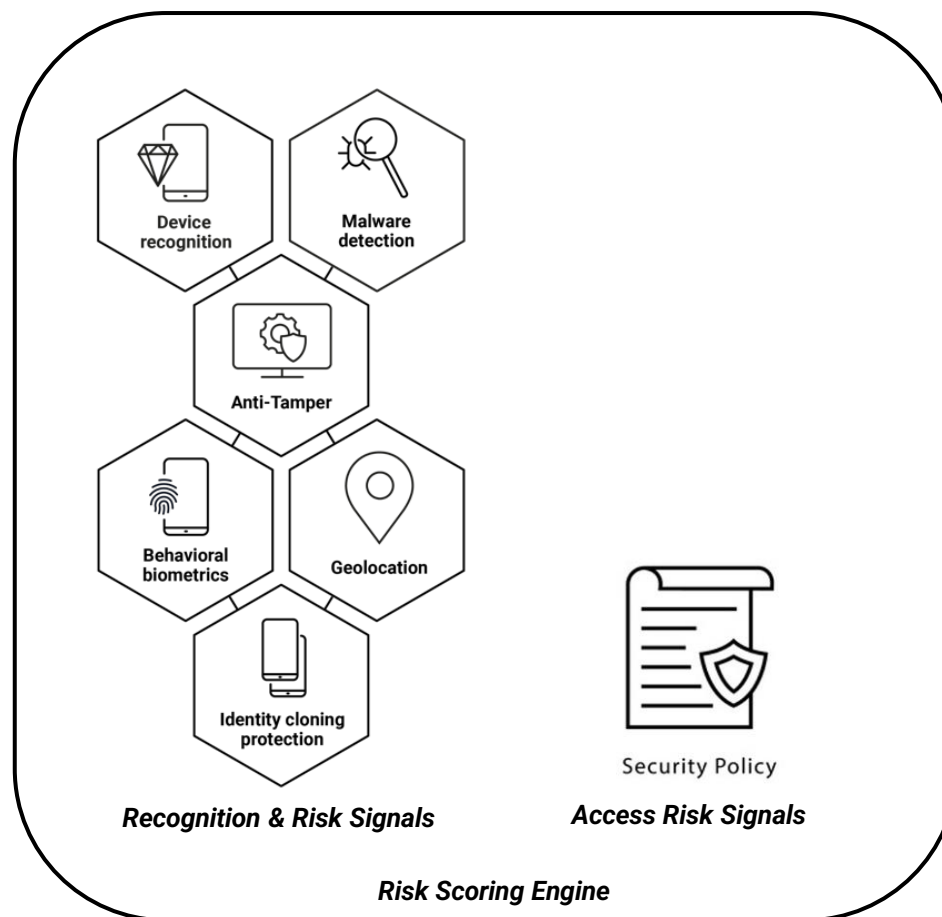 Device
recognition
Malware
detection
Anti-Tamper
Behavioral
biometrics
Geolocation
Identity cloning
protection
Security Policy
Recognition & Risk Signals
Access Risk Signals
Risk Scoring Engine